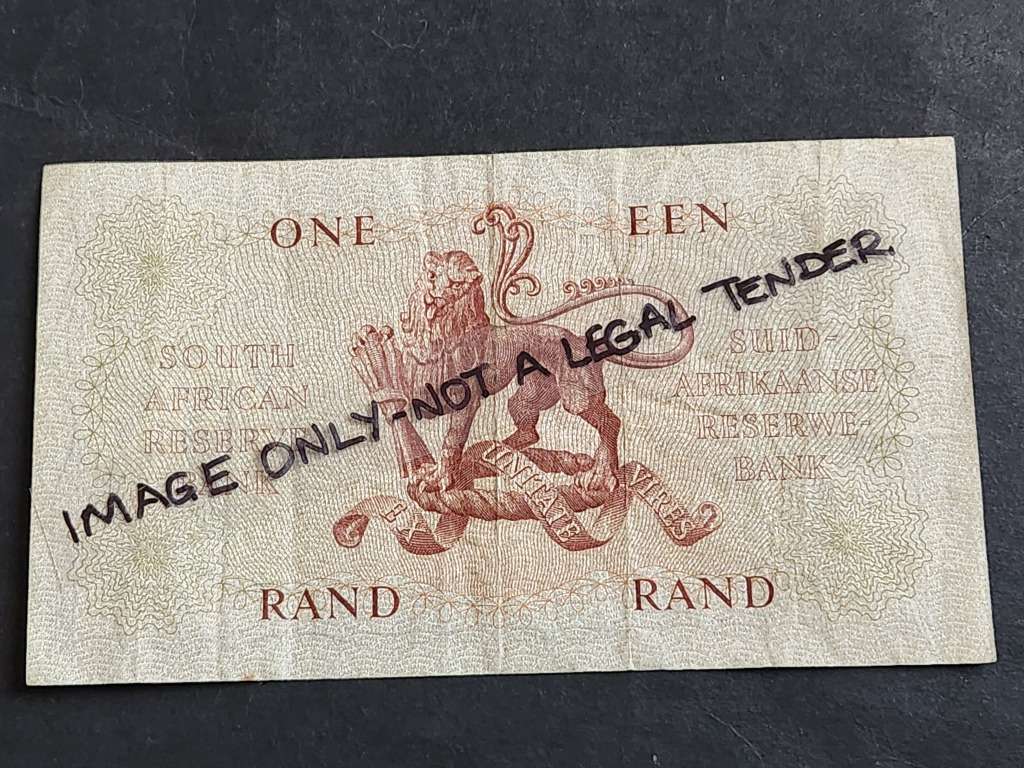 ONE
EEN
SOUTH
AFRICAN
RESERVE
K
SUID-
AFRIKAANSE
RESERWE-
BANK
IMAGE ONLY-NOT A LEGAL TENDER.
EX UNITATE VIRES
RAND
RAND